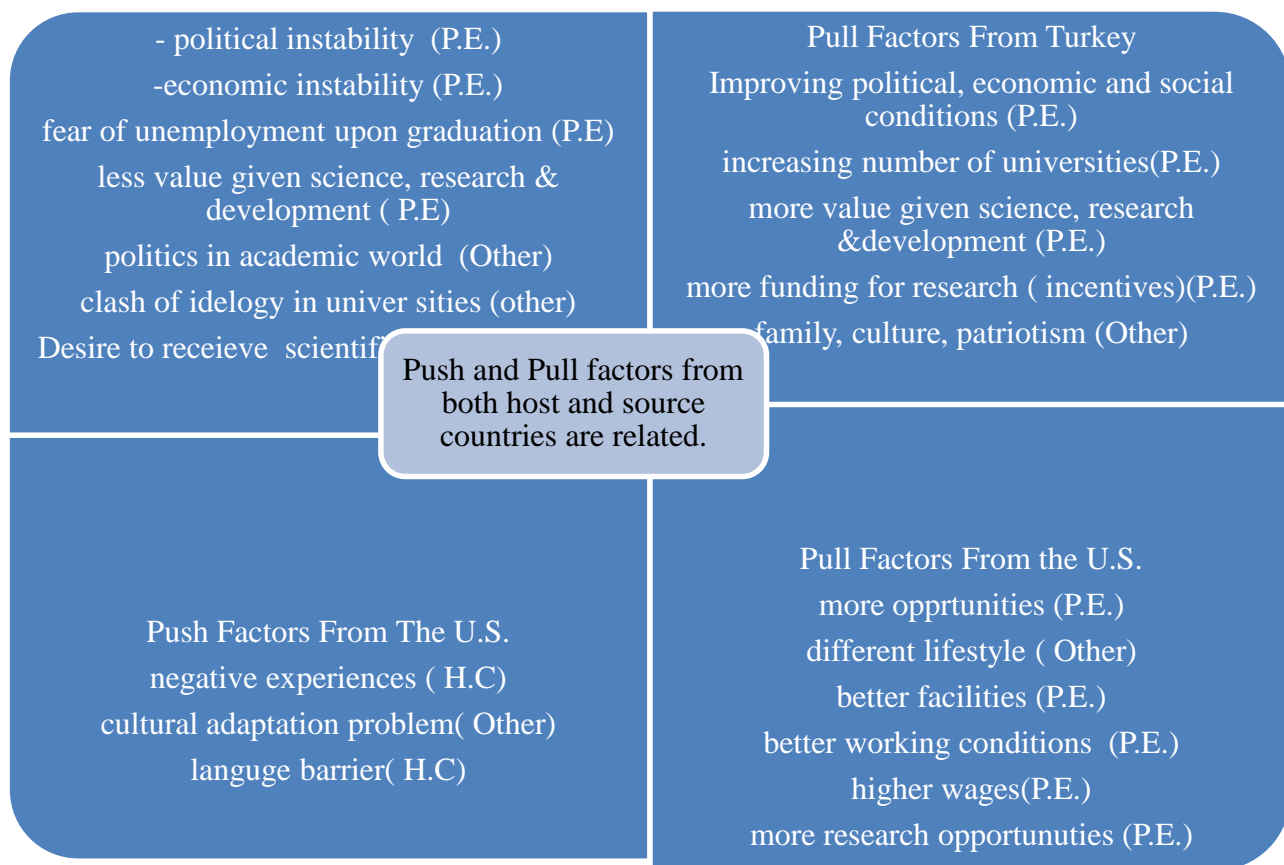 - political instability (P.E.)
-economic instability (P.E.)
fear of unemployment upon graduation (P.E)
less value given science, research &
development ( P.E)
politics in academic world (Other)
clash of idelogy in univer sities (other)
Desire to receieve
Pull Factors From Turkey
Improving political, economic and social
conditions (P.E.)
increasing number of universities(P.E.)
more value given science, research
&development (P.E.)
more funding for research ( incentives)(P.E.)
family, culture, patriotism (Other)
Push and Pull factors from
both host and source
countries are related.
Push Factors From The U.S.
negative experiences ( H.C)
cultural adaptation problem( Other)
languge barrier( H.C)
Pull Factors From the U.S.
more opprtunities (P.E.)
different lifestyle ( Other)
better facilities (P.E.)
better working conditions (P.E.)
higher wages(P.E.)
more research opportunuties (P.E.)